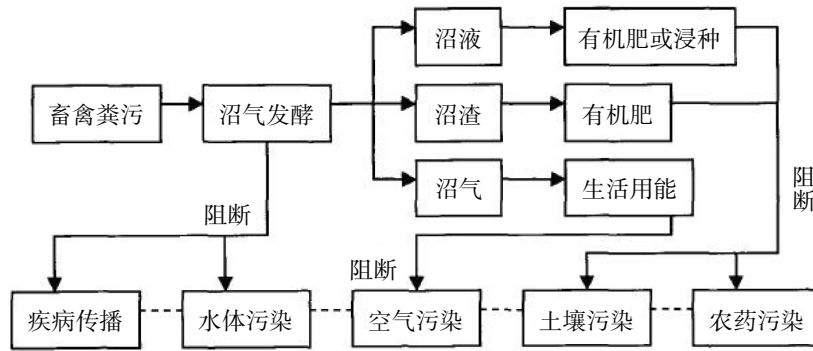 沼液
有机肥或浸种
畜禽粪污
沼气发酵
沼渣
有机肥
沼气
生活用能
阻断
阻断
阻断
疾病传播
水体污染
空气污染
土壤污染
农药污染